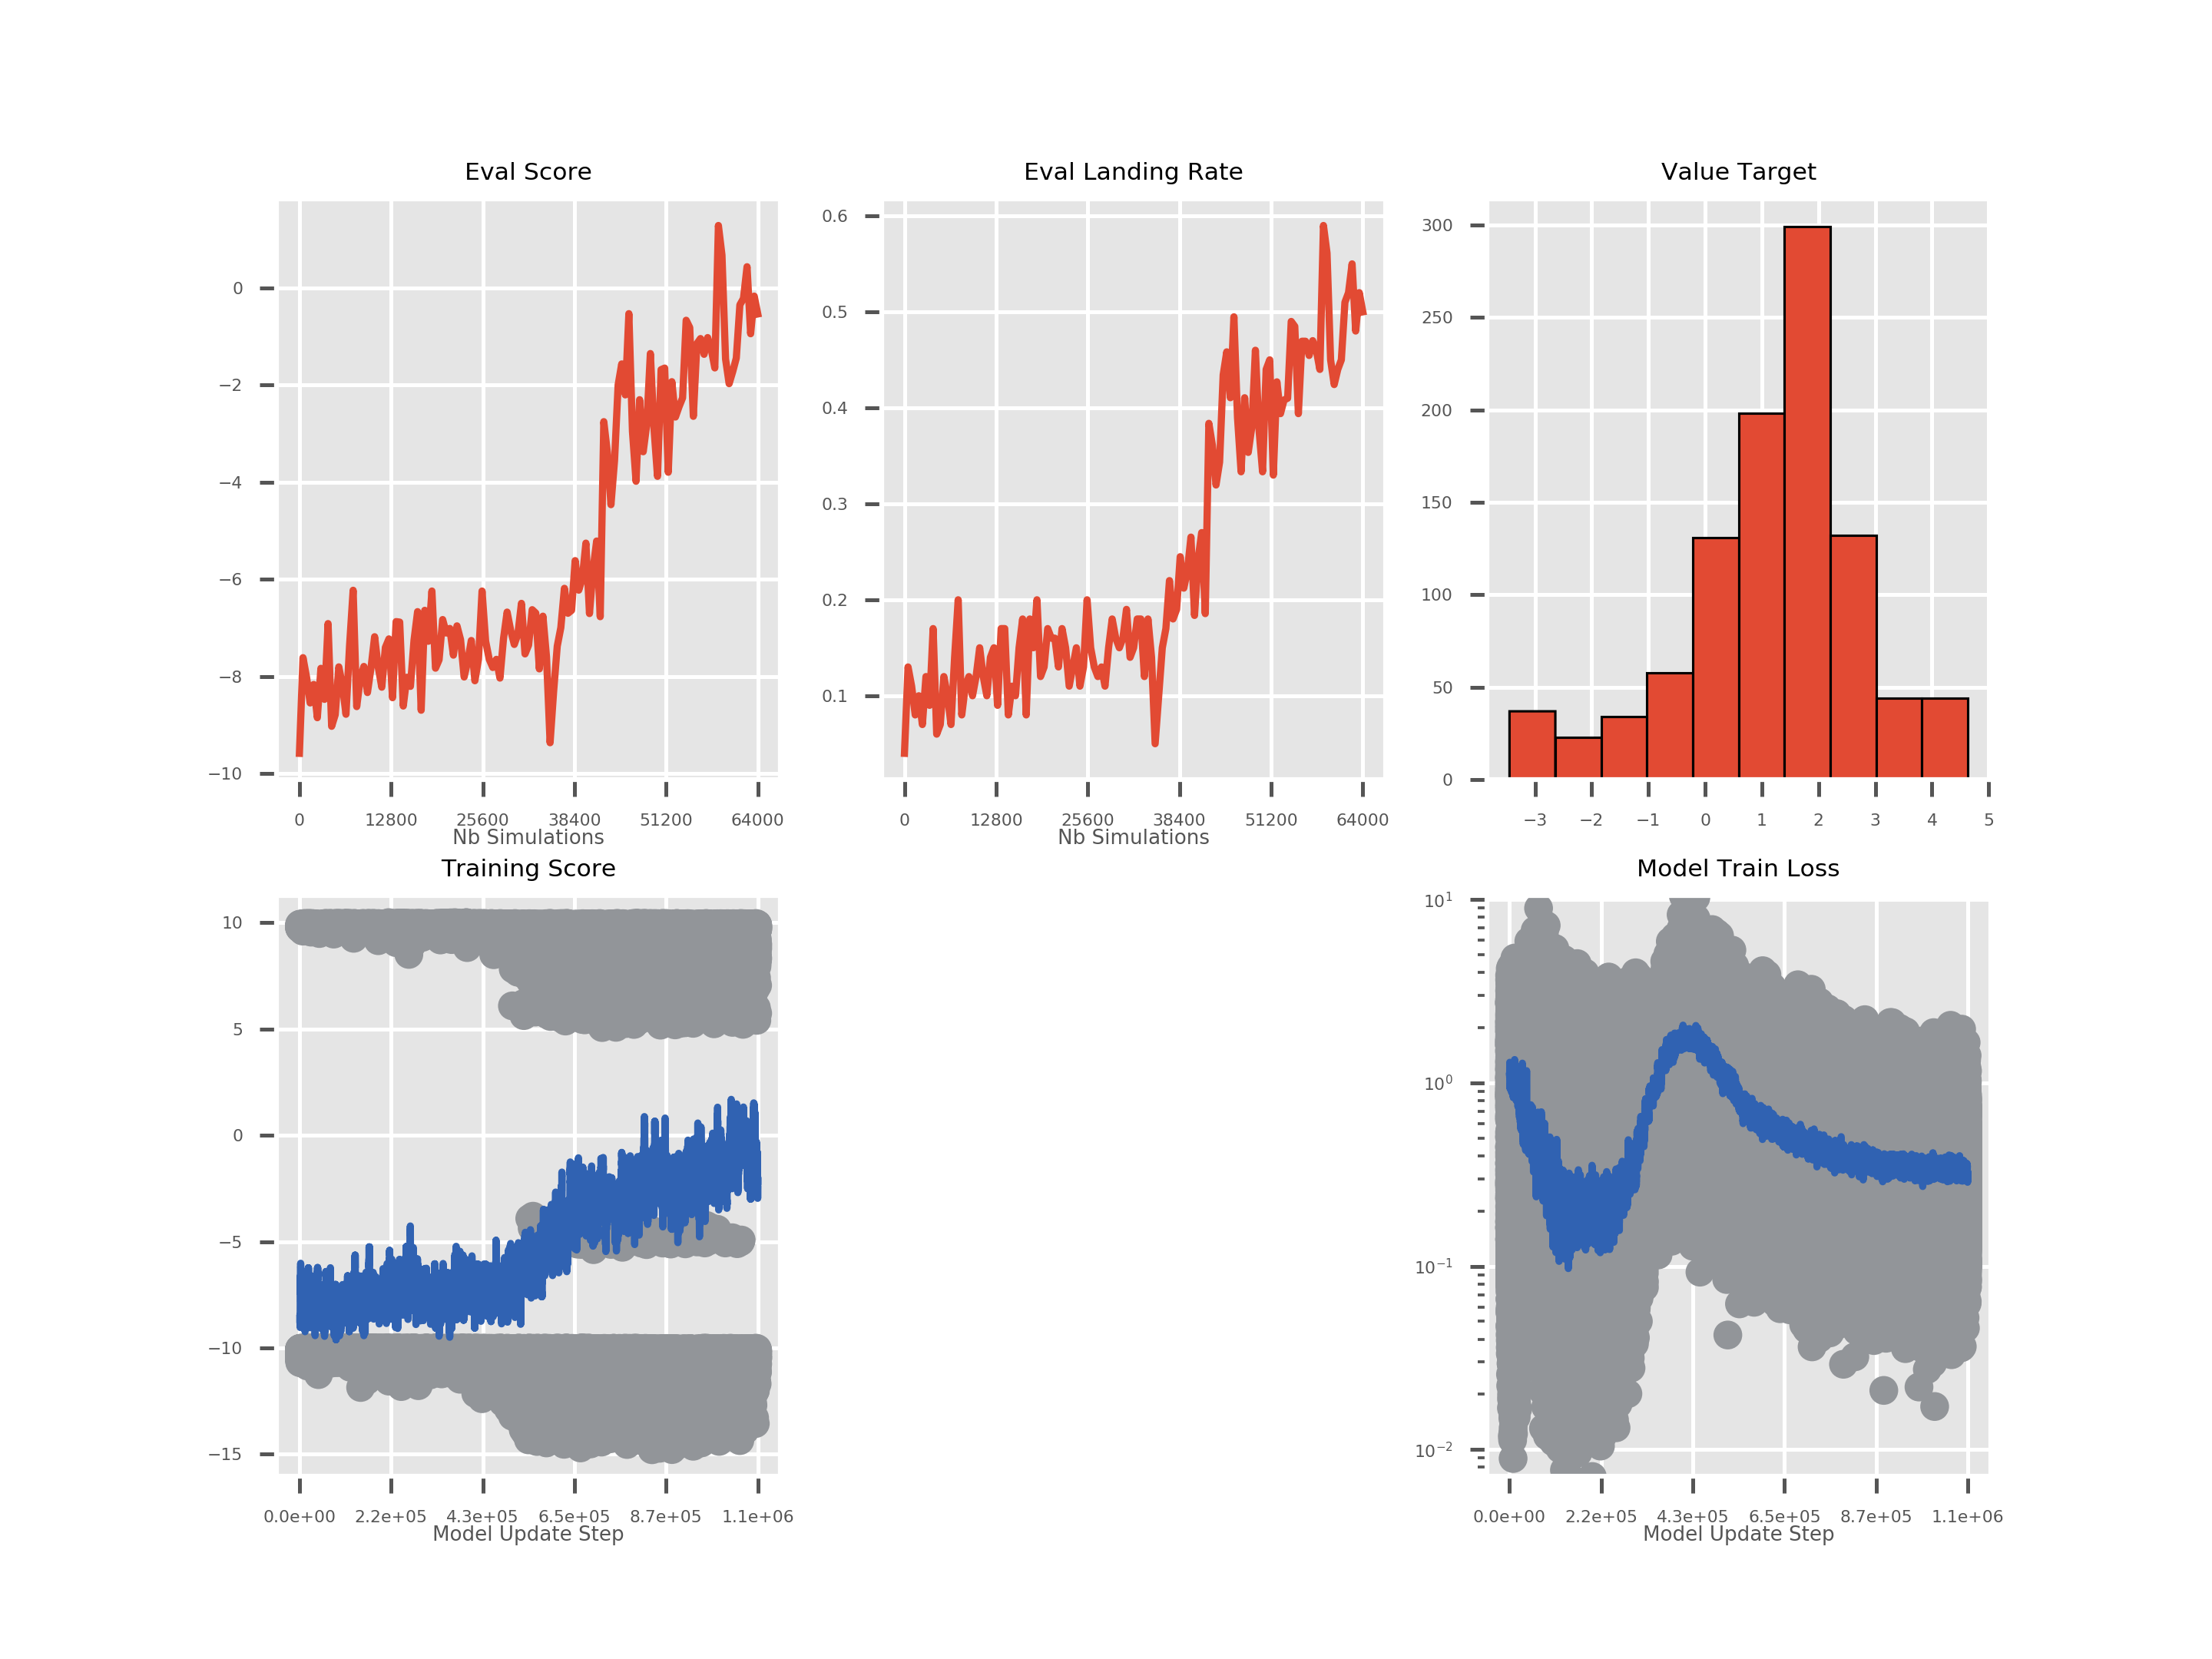 Eval Score
0
−2
−4
−6
−8
−10
0 12800 25600 38400 51200 64000
Nb Simulations
Eval Landing Rate
0.6
0.5
0.4
0.3
0.2
0.1
0 12800 25600 38400 51200 64000
Nb Simulations
Value Target
300
250
200
150
100
50
0
−3 −2 −1 0 1 2 3 4 5
Training Score
10
5
0
−5
−10
−15
0.0e+00 2.2e+05 4.3e+05 6.5e+05 8.7e+05 1.1e+06
Model Update Step
Model Train Loss
10¹
10⁰
10⁻¹
10⁻²
0.0e+00 2.2e+05 4.3e+05 6.5e+05 8.7e+05 1.1e+06
Model Update Step